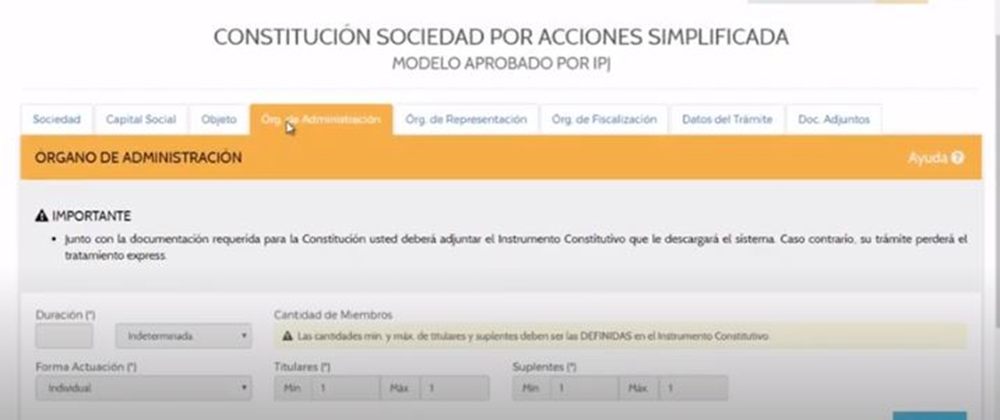 CONSTITUCIÓN SOCIEDAD POR ACCIONES SIMPLIFICADA
MODELO APROBADO POR IPJ
Sociedad Capital Social Objeto Órg. de Administración Órg. de Representación Órg. de Fiscalización Datos del Trámite Doc. Adjuntos
ÓRGANO DE ADMINISTRACIÓN Ayuda
IMPORTANTE
• Junto con la documentación requerida para la Constitución usted deberá adjuntar el Instrumento Constitutivo que le descargará el sistema. Caso contrario, su trámite perderá el
tratamiento express.
Duración (*) Cantidad de Miembros
Indeterminada Las cantidades mín. y máx. de titulares y suplentes deben ser las DEFINIDAS en el Instrumento Constitutivo.
Forma Actuación (*) Titulares (*) Suplentes (*)
Individual Mín. 1 Máx. 1 Mín. 1 Máx. 1